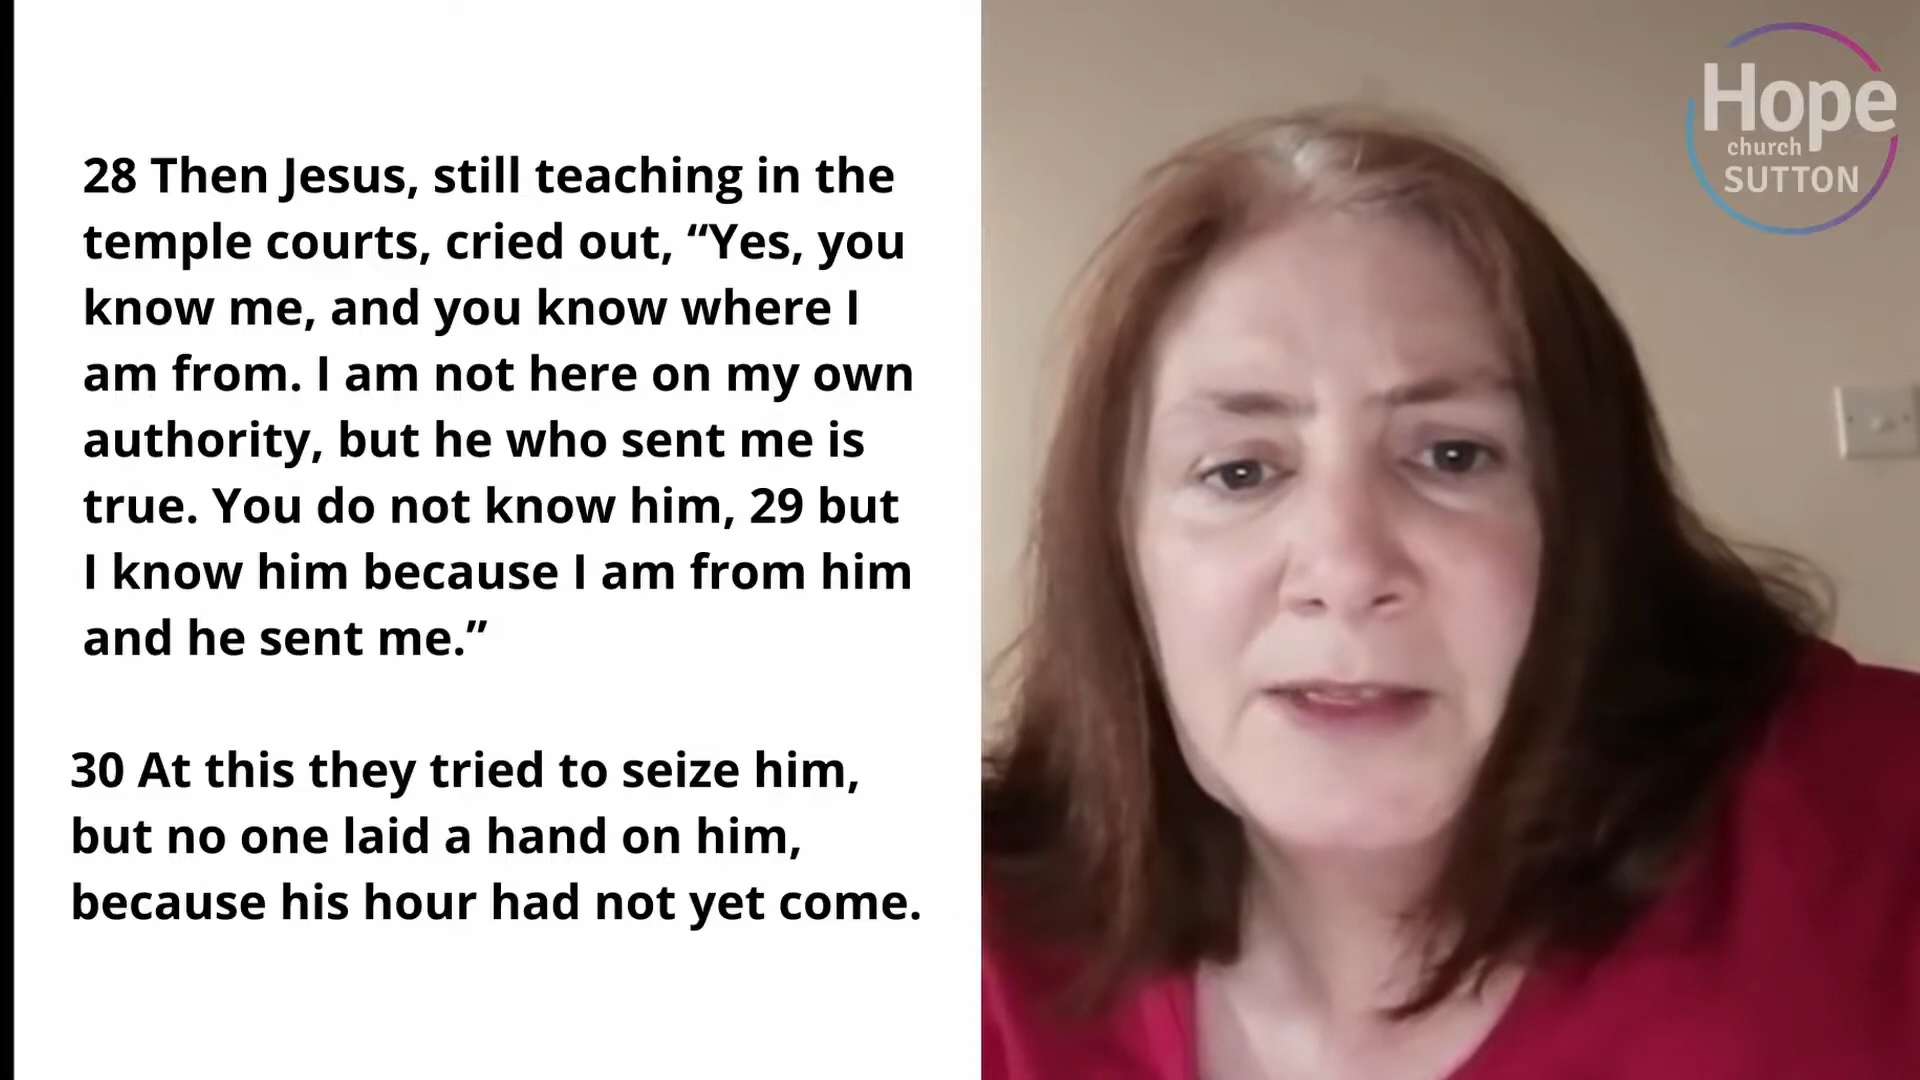 28 Then Jesus, still teaching in the
temple courts, cried out, “Yes, you
know me, and you know where I
am from. I am not here on my own
authority, but he who sent me is
true. You do not know him, 29 but
I know him because I am from him
and he sent me.”
30 At this they tried to seize him,
but no one laid a hand on him,
because his hour had not yet come.
Hope
church
SUTTON